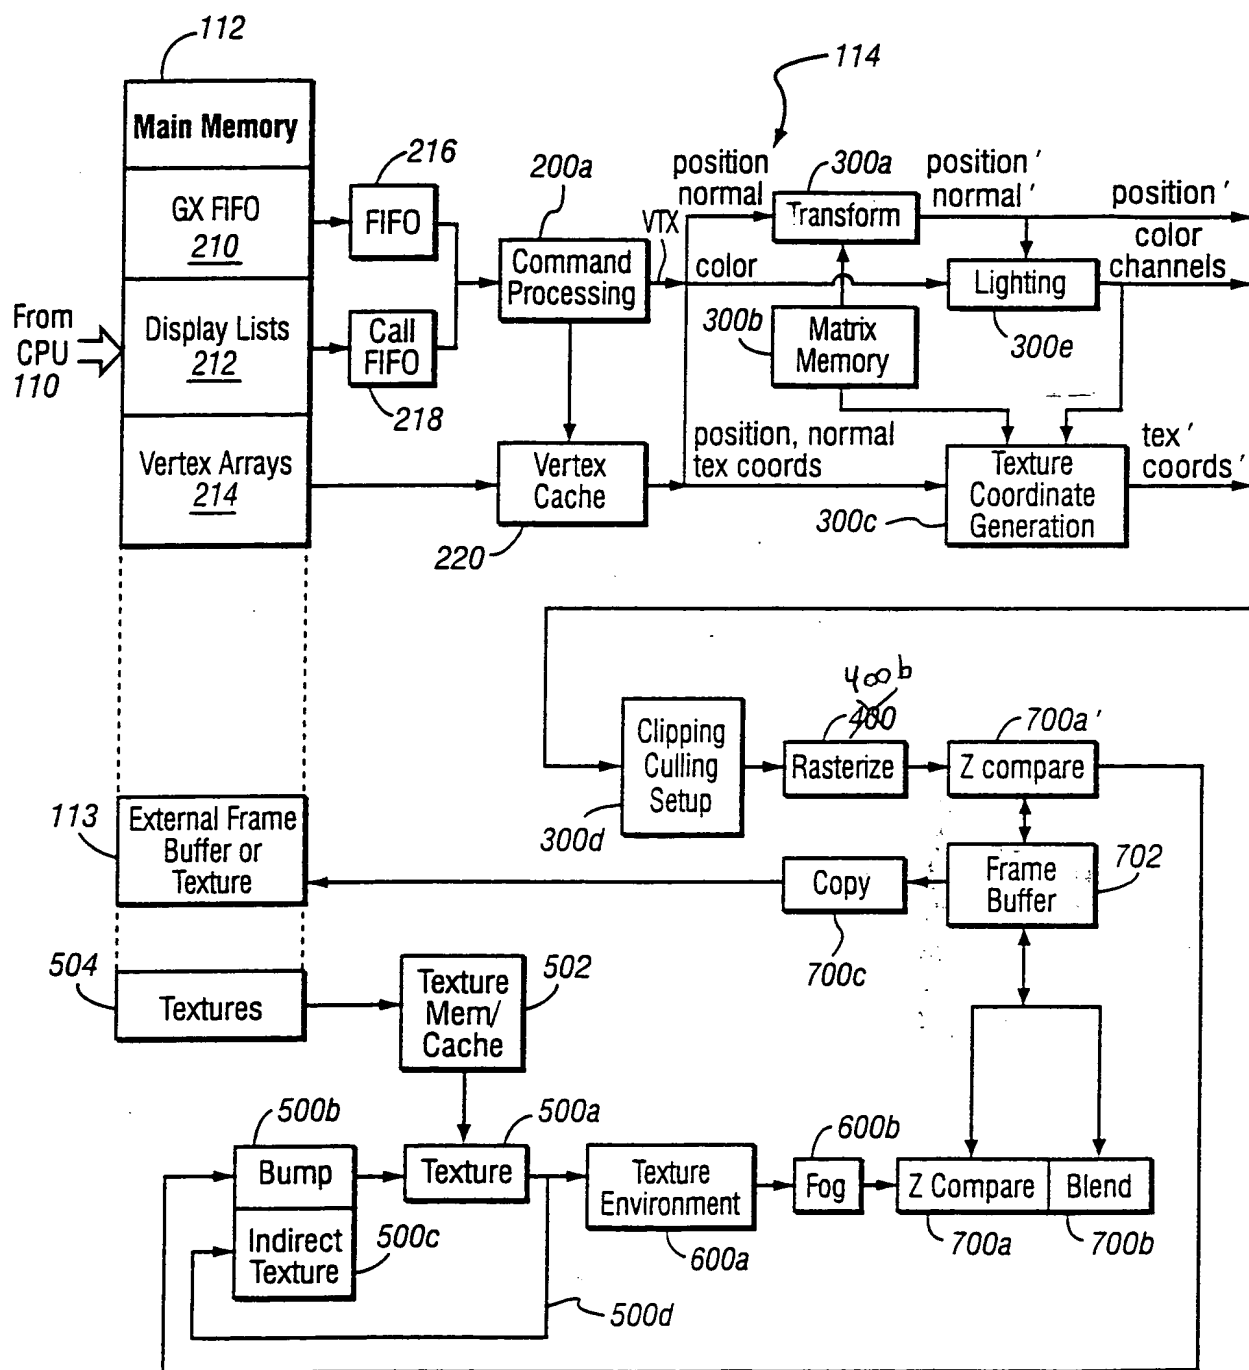 112
114
Main Memory
GX FIFO
210
Display Lists
212
Vertex Arrays
214
From
CPU
110
216
FIFO
Call
FIFO
218
200a
Command
Processing
VTX
Vertex
Cache
220
position
normal
300a
Transform
position '
normal '
position '
color
channels
color
Lighting
300e
300b
Matrix
Memory
position, normal
tex coords
300c
Texture
Coordinate
Generation
tex '
coords '
400b
400
Clipping
Culling
Setup
300d
Rasterize
700a '
Z compare
113
External Frame
Buffer or
Texture
Copy
700c
Frame
Buffer
702
504
Textures
Texture
Mem/
Cache
502
500b
Bump
Indirect
Texture
500c
500a
Texture
500d
Texture
Environment
600a
600b
Fog
Z Compare
700a
Blend
700b